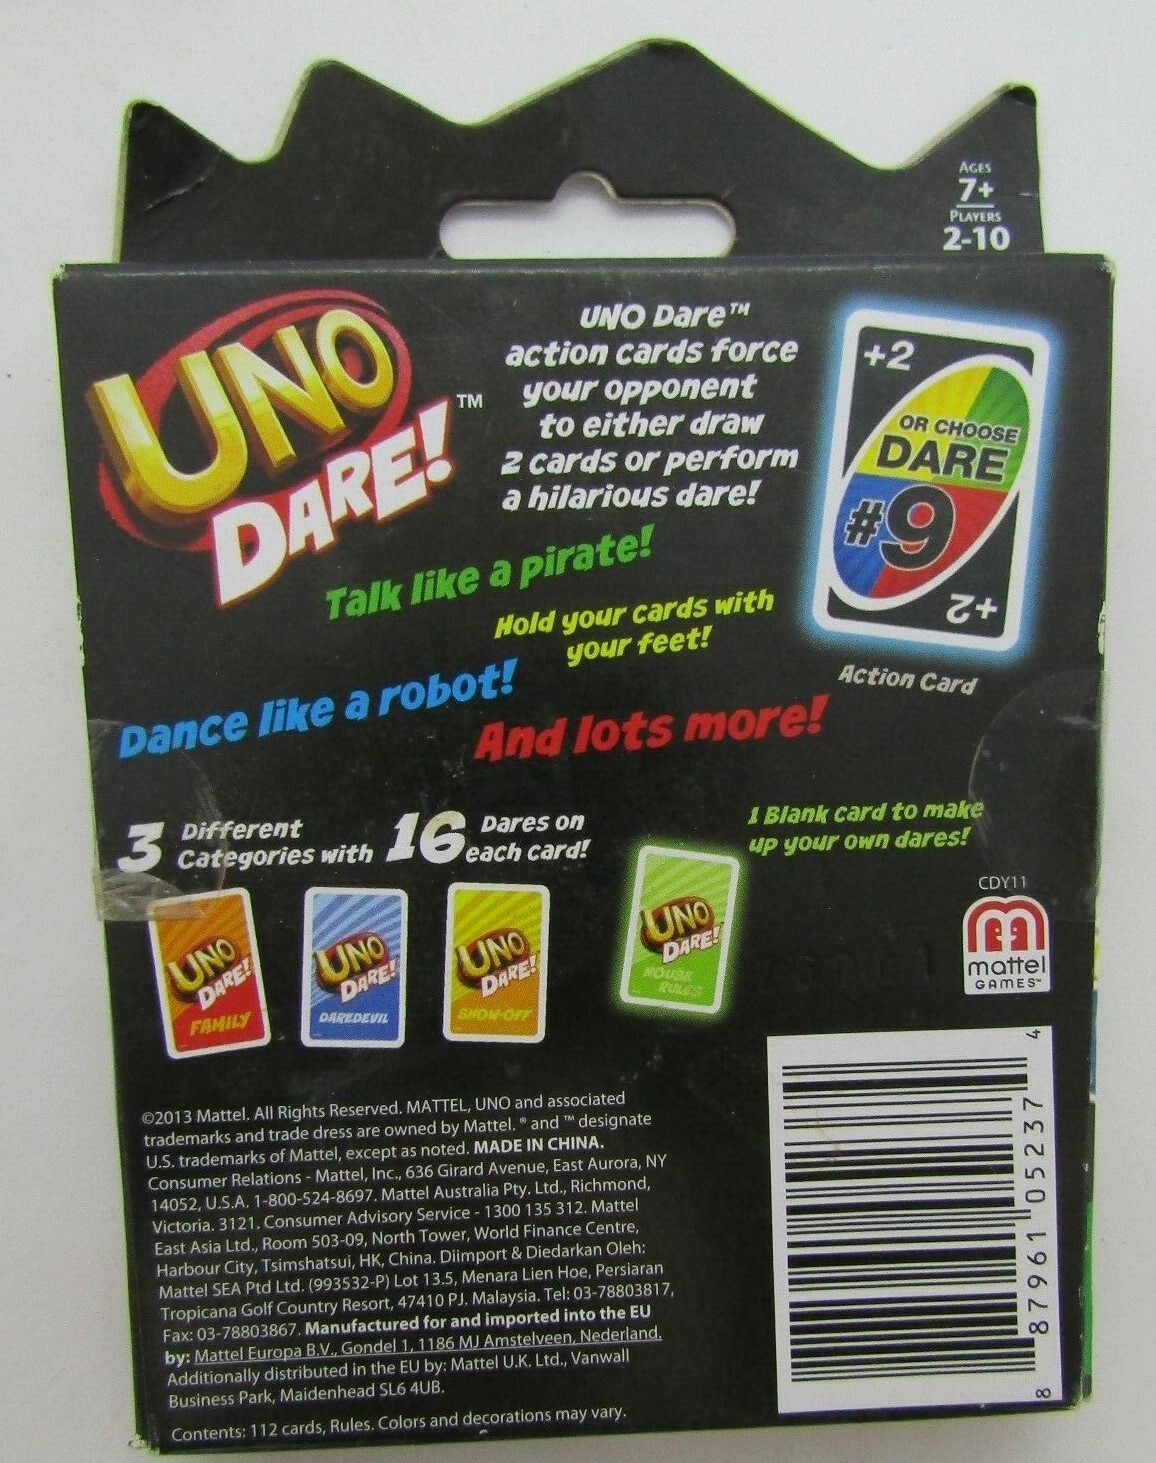 AGES
7+
PLAYERS
2-10
UNO
DARE!™
UNO Dare™
action cards force
your opponent
to either draw
2 cards or perform
a hilarious dare!
+2
OR CHOOSE
DARE
#9
+2
Action Card
Talk like a pirate!
Hold your cards with
your feet!
Dance like a robot!
And lots more!
3 Different
Categories with 16 Dares on
each card!
1 Blank card to make
up your own dares!
UNO
DARE!
FAMILY
UNO
DARE!
DAREDEVIL
UNO
DARE!
SHOW-OFF
UNO
DARE!
HOUSE
RULES
CDY11
mattel
GAMES™
©2013 Mattel. All Rights Reserved. MATTEL, UNO and associated
trademarks and trade dress are owned by Mattel. ® and ™ designate
U.S. trademarks of Mattel, except as noted. MADE IN CHINA.
Consumer Relations - Mattel, Inc., 636 Girard Avenue, East Aurora, NY
14052, U.S.A. 1-800-524-8697. Mattel Australia Pty. Ltd., Richmond,
Victoria. 3121. Consumer Advisory Service - 1300 135 312. Mattel
East Asia Ltd., Room 503-09, North Tower, World Finance Centre,
Harbour City, Tsimshatsui, HK, China. Diimport & Diedarkan Oleh:
Mattel SEA Ptd Ltd. (993532-P) Lot 13.5, Menara Lien Hoe, Persiaran
Tropicana Golf Country Resort, 47410 PJ. Malaysia. Tel: 03-78803817,
Fax: 03-78803867. Manufactured for and imported into the EU
by: Mattel Europa B.V., Gondel 1, 1186 MJ Amstelveen, Nederland.
Additionally distributed in the EU by: Mattel U.K. Ltd., Vanwall
Business Park, Maidenhead SL6 4UB.
Contents: 112 cards, Rules. Colors and decorations may vary.
8 87961 05237 4